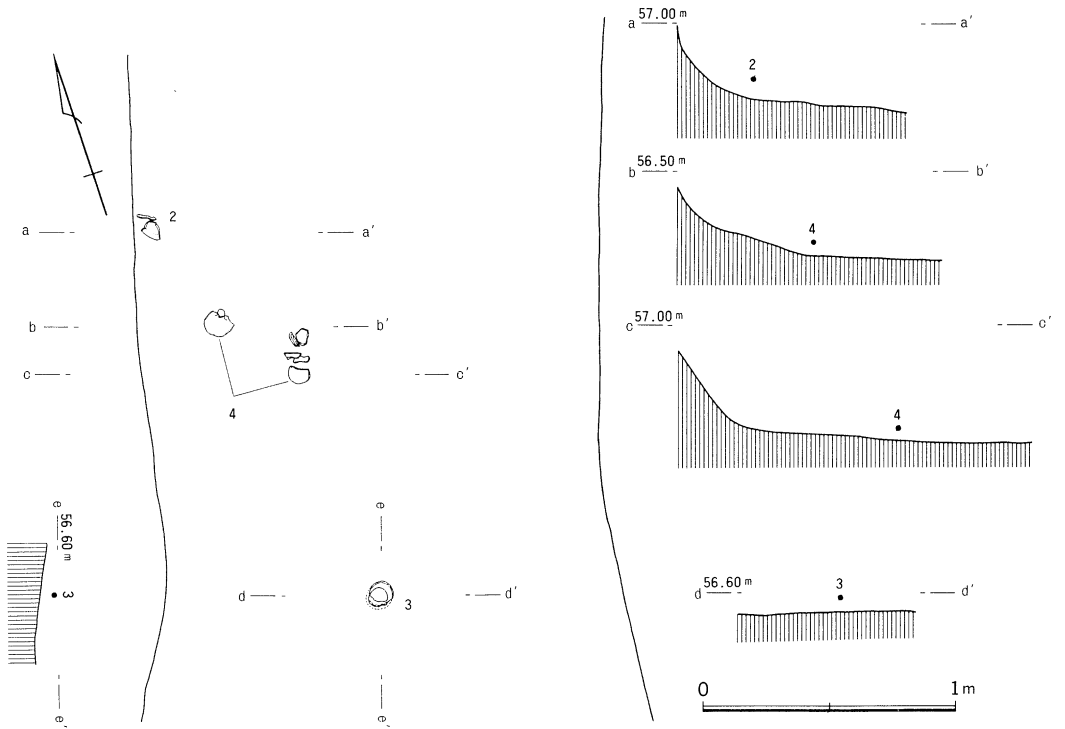 a 57.00 m a′
2
b 56.50 m b′
4
c 57.00 m c′
4
d 56.60 m d′
3
0 1m
2
a a′
b b′
c c′
4
e 56.60 m
3
e′
e
d d′
3
e′